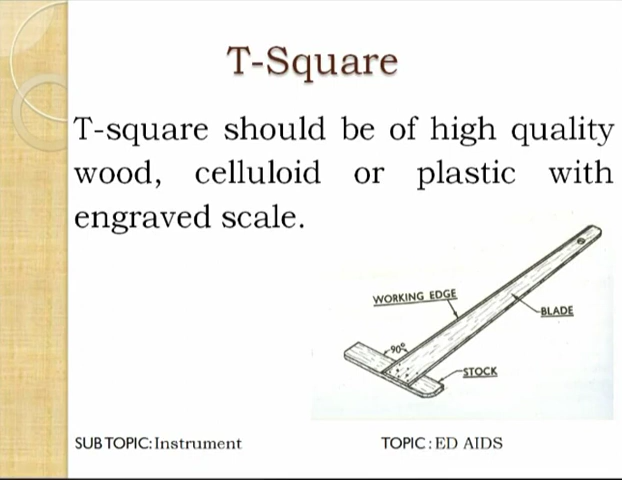 T-Square
T-square should be of high quality
wood, celluloid or plastic with
engraved scale.
WORKING EDGE
BLADE
90°
STOCK
SUB TOPIC: Instrument
TOPIC : ED AIDS